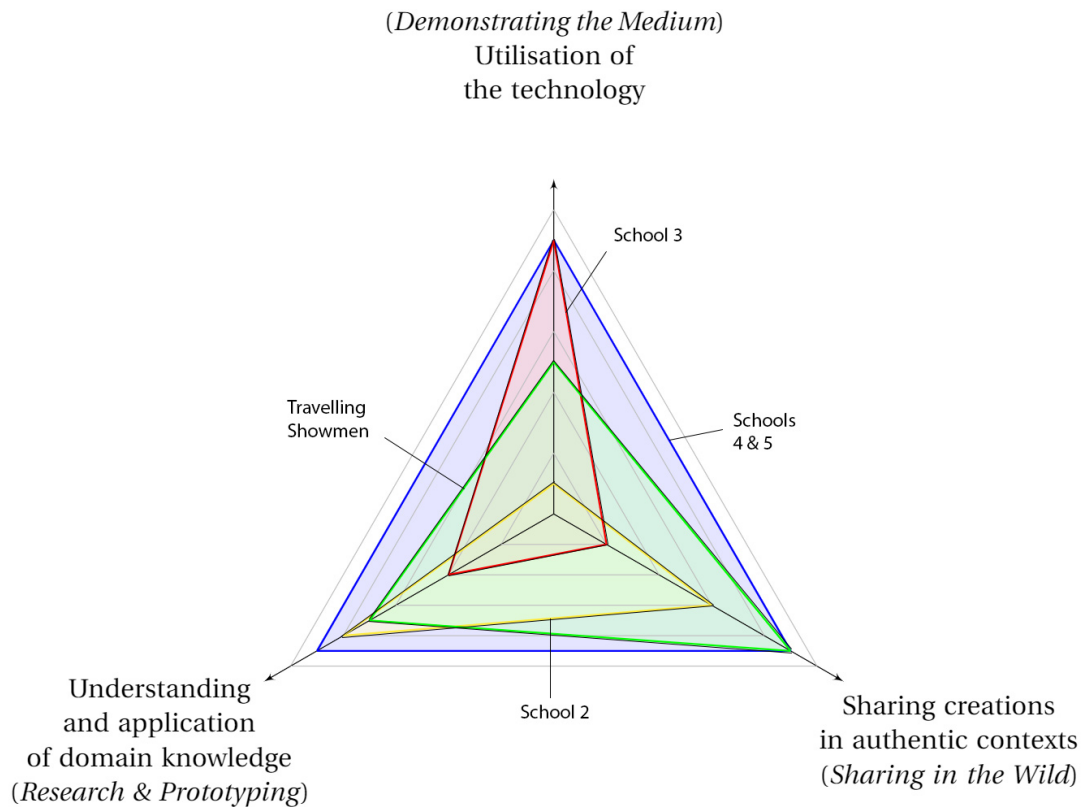 (Demonstrating the Medium)
Utilisation of
the technology
School 3
Travelling
Showmen
Schools
4 & 5
School 2
Understanding
and application
of domain knowledge
(Research & Prototyping)
Sharing creations
in authentic contexts
(Sharing in the Wild)